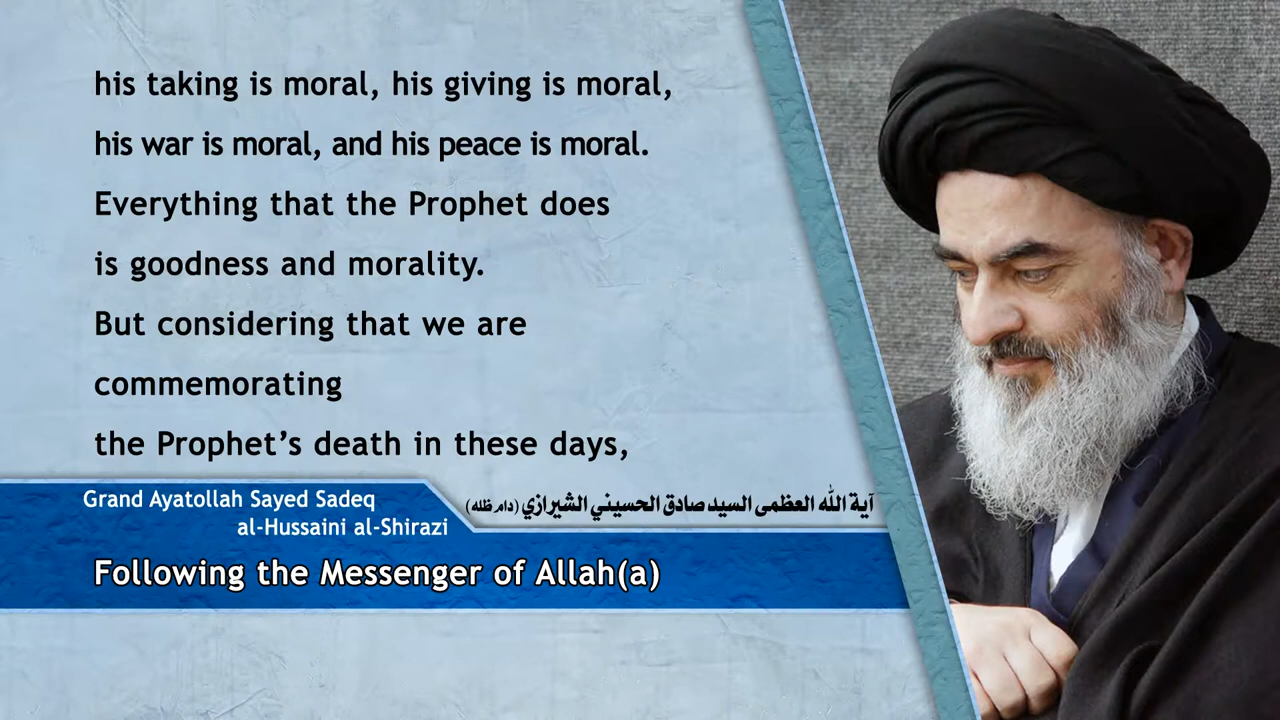 his taking is moral, his giving is moral,
his war is moral, and his peace is moral.
Everything that the Prophet does
is goodness and morality.
But considering that we are
commemorating
the Prophet’s death in these days,
Grand Ayatollah Sayed Sadeq
al-Hussaini al-Shirazi
آية الله العظمى السيد صادق الحسيني الشيرازي (دام ظله)
Following the Messenger of Allah(a)